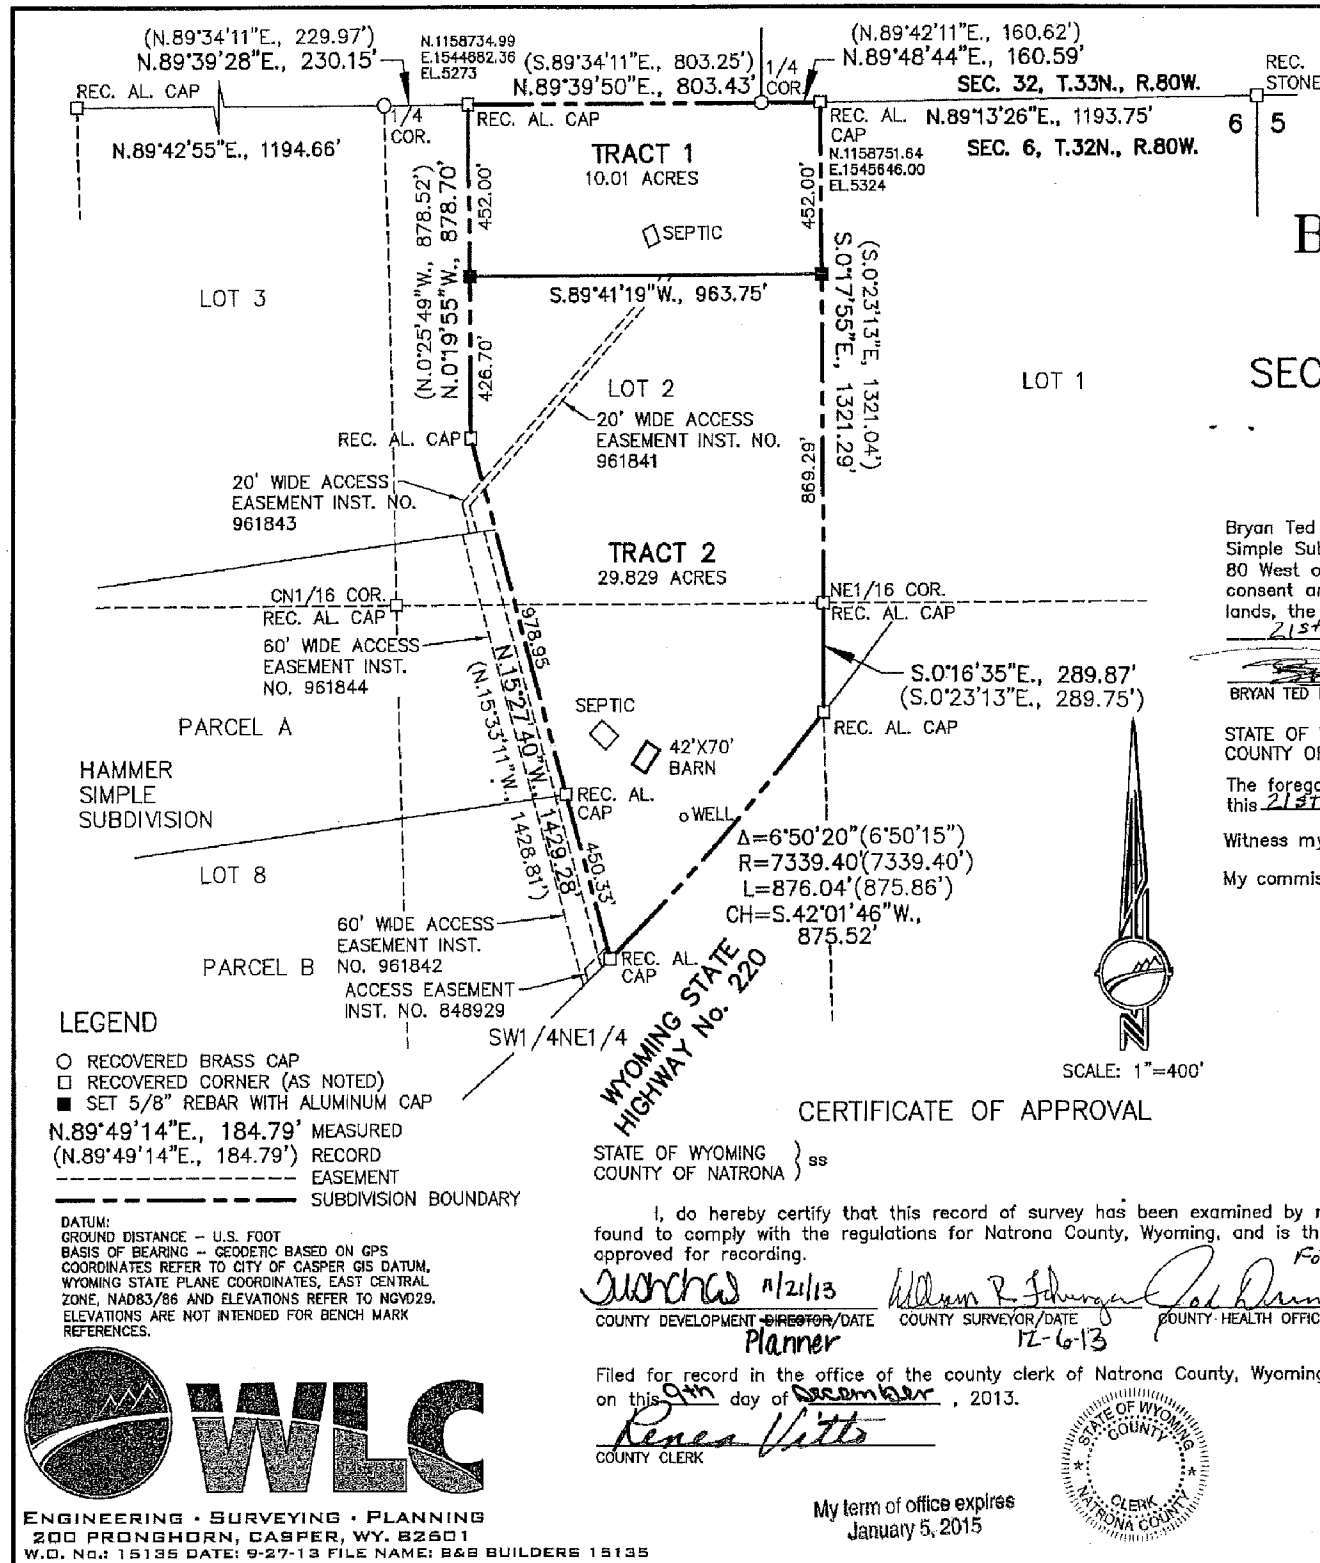 (N.89°34'11"E., 229.97')
N.89°39'28"E., 230.15'
N.1158734.99
E.1544882.36
EL.5273
(S.89°34'11"E., 803.25')
N.89°39'50"E., 803.43'
1/4
COR.
(N.89°42'11"E., 160.62')
N.89°48'44"E., 160.59'
SEC. 32, T.33N., R.80W.
REC.
STONE
REC. AL. CAP
1/4
COR.
REC. AL. CAP
REC. AL.
CAP
N.1158751.64
E.1545646.00
EL.5324
N.89°13'26"E., 1193.75'
SEC. 6, T.32N., R.80W.
6
5
N.89°42'55"E., 1194.66'
TRACT 1
10.01 ACRES
(N.0°25'49"W., 878.52')
N.0°19'55"W., 878.70'
452.00'
452.00'
SEPTIC
B
LOT 3
S.89°41'19"W., 963.75'
(S.0°23'13"E, 1321.04')
S.0°17'55"E., 1321.29'
426.70'
LOT 2
LOT 1
SEC
20' WIDE ACCESS
EASEMENT INST. NO.
961841
REC. AL. CAP
869.29'
20' WIDE ACCESS
EASEMENT INST. NO.
961843
TRACT 2
29.829 ACRES
Bryan Ted
Simple Sub
80 West o
consent an
lands, the
21st
BRYAN TED
CN1/16 COR.
REC. AL. CAP
NE1/16 COR.
REC. AL. CAP
60' WIDE ACCESS
EASEMENT INST.
NO. 961844
978.95
N.15°27'40"W., 1429.28'
(N.15°33'11"W., 1428.81')
S.0°16'35"E., 289.87'
(S.0°23'13"E., 289.75')
PARCEL A
SEPTIC
REC. AL. CAP
STATE OF
COUNTY OF
42'X70'
BARN
HAMMER
SIMPLE
SUBDIVISION
The forego
this 21ST
REC. AL.
CAP
WELL
Δ=6°50'20"(6°50'15")
R=7339.40'(7339.40')
L=876.04'(875.86')
CH=S.42°01'46"W.,
875.52'
Witness my
My commis
LOT 8
450.33'
60' WIDE ACCESS
EASEMENT INST.
NO. 961842
PARCEL B
REC. AL.
CAP
ACCESS EASEMENT
INST. NO. 848929
SW1/4NE1/4
WYOMING STATE
HIGHWAY No. 220
N
SCALE: 1"=400'
LEGEND
RECOVERED BRASS CAP
RECOVERED CORNER (AS NOTED)
SET 5/8" REBAR WITH ALUMINUM CAP
N.89°49'14"E., 184.79' MEASURED
(N.89°49'14"E., 184.79') RECORD
EASEMENT
SUBDIVISION BOUNDARY
CERTIFICATE OF APPROVAL
STATE OF WYOMING
COUNTY OF NATRONA
) ss
DATUM:
GROUND DISTANCE – U.S. FOOT
BASIS OF BEARING – GEODETIC BASED ON GPS
COORDINATES REFER TO CITY OF CASPER GIS DATUM,
WYOMING STATE PLANE COORDINATES, EAST CENTRAL
ZONE, NAD83/86 AND ELEVATIONS REFER TO NGVD29.
ELEVATIONS ARE NOT INTENDED FOR BENCH MARK
REFERENCES.
I, do hereby certify that this record of survey has been examined by
found to comply with the regulations for Natrona County, Wyoming, and is th
approved for recording.
Fo
11/21/13
COUNTY DEVELOPMENT DIRECTOR/DATE
COUNTY SURVEYOR/DATE
COUNTY HEALTH OFFIC
Planner
12-6-13
Filed for record in the office of the county clerk of Natrona County, Wyoming
on this 9th day of December, 2013.
Renea Vitto
COUNTY CLERK
STATE OF WYOMING
COUNTY
CLERK
NATRONA COUNTY
My term of office expires
January 5, 2015
WLC
ENGINEERING • SURVEYING • PLANNING
200 PRONGHORN, CASPER, WY. 82601
W.O. No.: 15135 DATE: 9-27-13 FILE NAME: B&B BUILDERS 15135